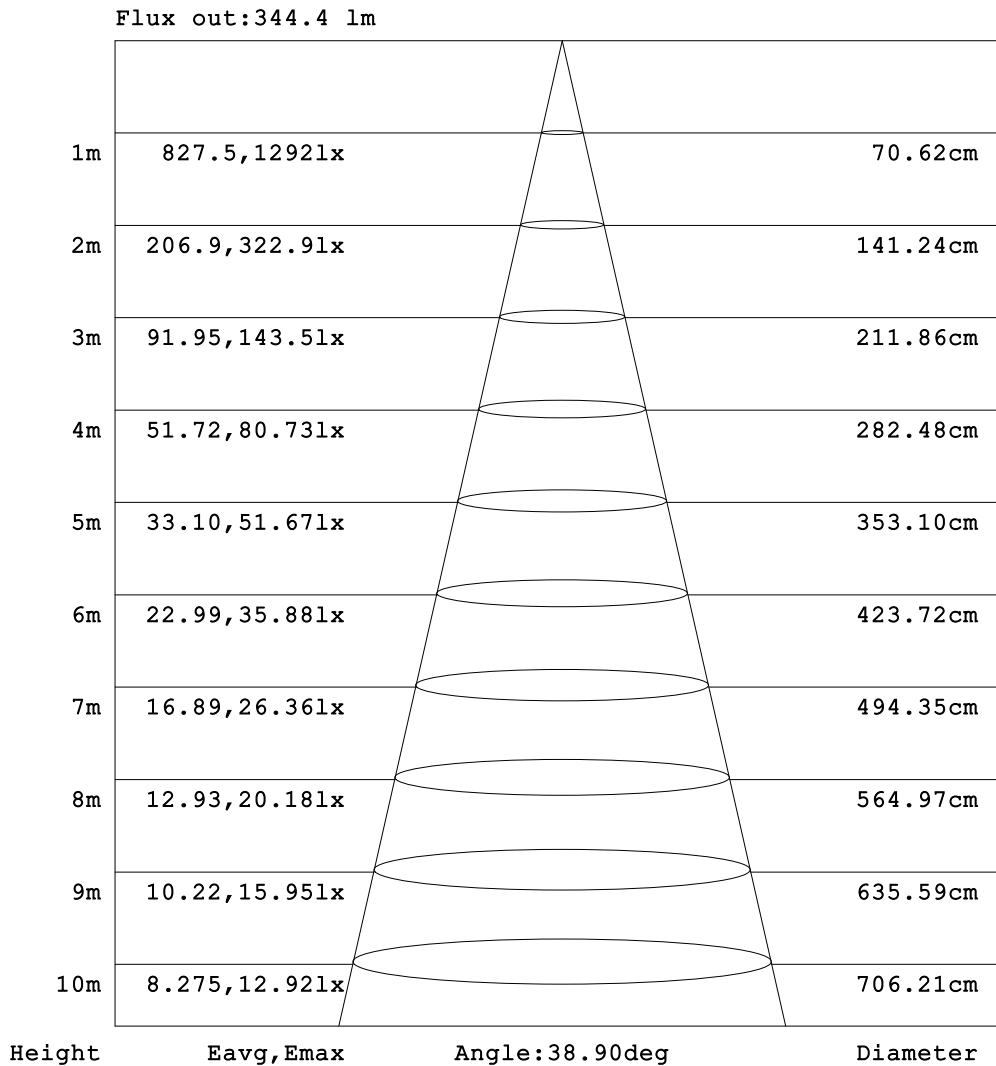 Flux out:344.4 lm
1m 827.5,1292lx 70.62cm
2m 206.9,322.9lx 141.24cm
3m 91.95,143.5lx 211.86cm
4m 51.72,80.73lx 282.48cm
5m 33.10,51.67lx 353.10cm
6m 22.99,35.88lx 423.72cm
7m 16.89,26.36lx 494.35cm
8m 12.93,20.18lx 564.97cm
9m 10.22,15.95lx 635.59cm
10m 8.275,12.92lx 706.21cm
Height Eavg,Emax Angle:38.90deg Diameter